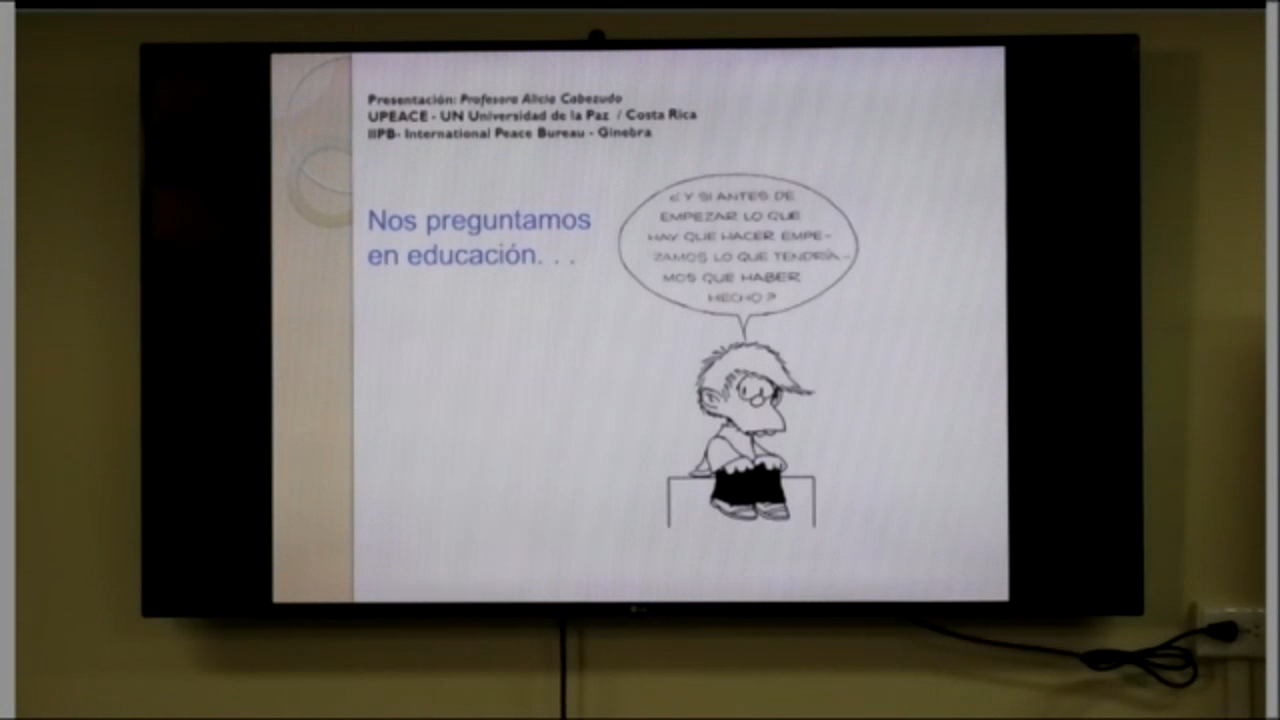 Presentación: Profesora Alicia Cabezudo
UPEACE - UN Universidad de la Paz / Costa Rica
IIPB- International Peace Bureau - Ginebra
Nos preguntamos
en educación. . .
¿Y SI ANTES DE
EMPEZAR LO QUE
HAY QUE HACER EMPE-
ZAMOS LO QUE TENDRÍA-
MOS QUE HABER
HECHO?
LG